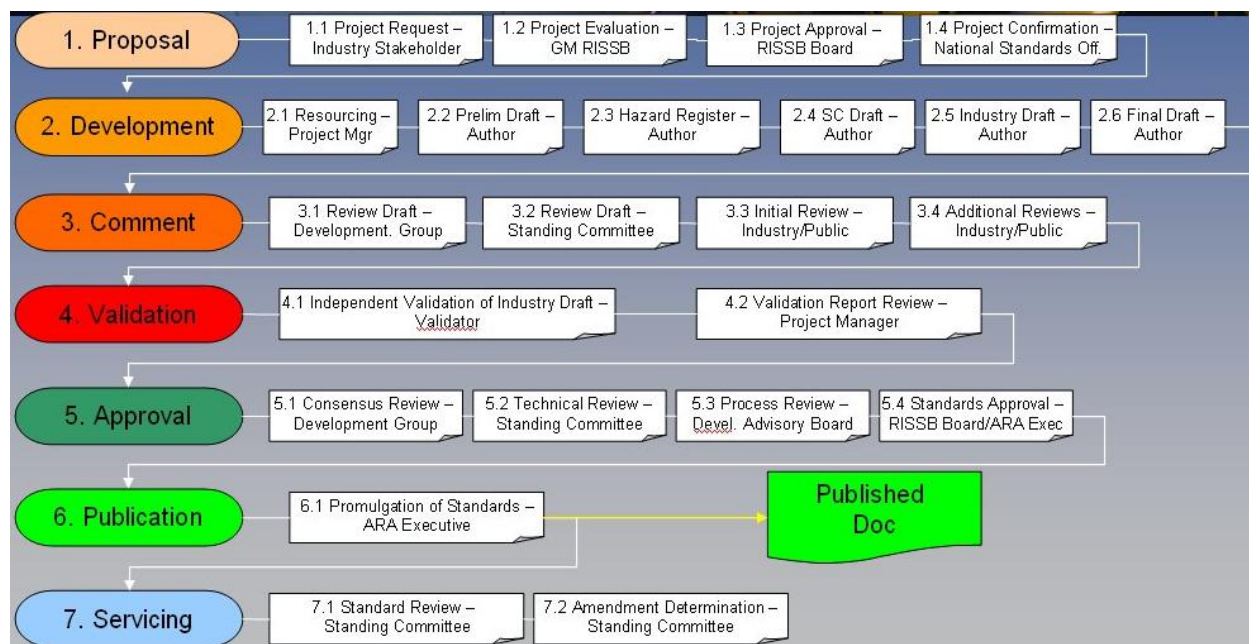 1. Proposal
1.1 Project Request –
Industry Stakeholder
1.2 Project Evaluation –
GM RISSB
1.3 Project Approval –
RISSB Board
1.4 Project Confirmation –
National Standards Off.
2. Development
2.1 Resourcing –
Project Mgr
2.2 Prelim Draft –
Author
2.3 Hazard Register –
Author
2.4 SC Draft –
Author
2.5 Industry Draft –
Author
2.6 Final Draft –
Author
3. Comment
3.1 Review Draft –
Development. Group
3.2 Review Draft –
Standing Committee
3.3 Initial Review –
Industry/Public
3.4 Additional Reviews –
Industry/Public
4. Validation
4.1 Independent Validation of Industry Draft –
Validator
4.2 Validation Report Review –
Project Manager
5. Approval
5.1 Consensus Review –
Development Group
5.2 Technical Review –
Standing Committee
5.3 Process Review –
Devel. Advisory Board
5.4 Standards Approval –
RISSB Board/ARA Exec
6. Publication
6.1 Promulgation of Standards –
ARA Executive
Published
Doc
7. Servicing
7.1 Standard Review –
Standing Committee
7.2 Amendment Determination –
Standing Committee